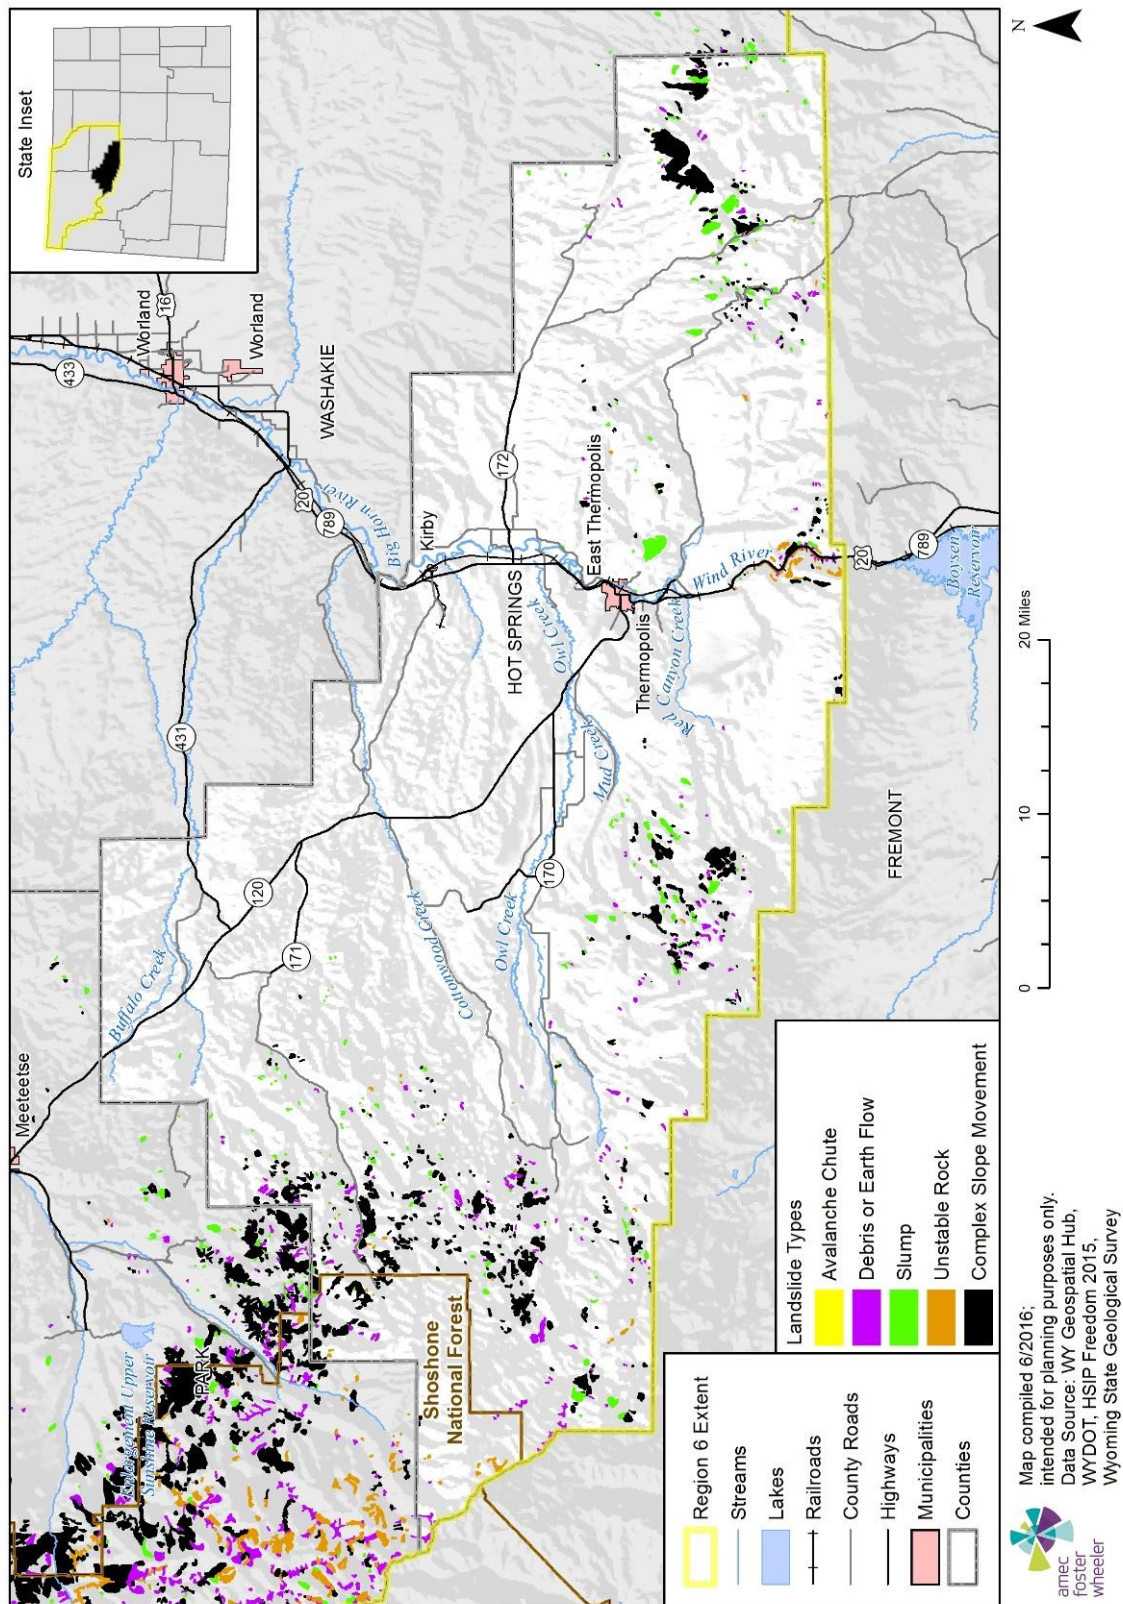 State Inset
Meeteetse
433
16
Worland
Worland
WASHAKIE
431
20
789
Big Horn River
Buffalo Creek
120
171
Kirby
172
HOT SPRINGS
Cottonwood Creek
Owl Creek
Owl Creek
170
Mud Creek
East Thermopolis
Thermopolis
Red Canyon Creek
Wind River
20
789
Boysen
Reservoir
Enlargement Upper
Sunshine Reservoir
PARK
Shoshone
National Forest
FREMONT
Region 6 Extent
Streams
Lakes
Railroads
County Roads
Highways
Municipalities
Counties
Landslide Types
Avalanche Chute
Debris or Earth Flow
Slump
Unstable Rock
Complex Slope Movement
0
10
20 Miles
N
amec
foster
wheeler
Map compiled 6/2016;
intended for planning purposes only.
Data Source: WY Geospatial Hub,
WYDOT, HSIP Freedom 2015,
Wyoming State Geological Survey